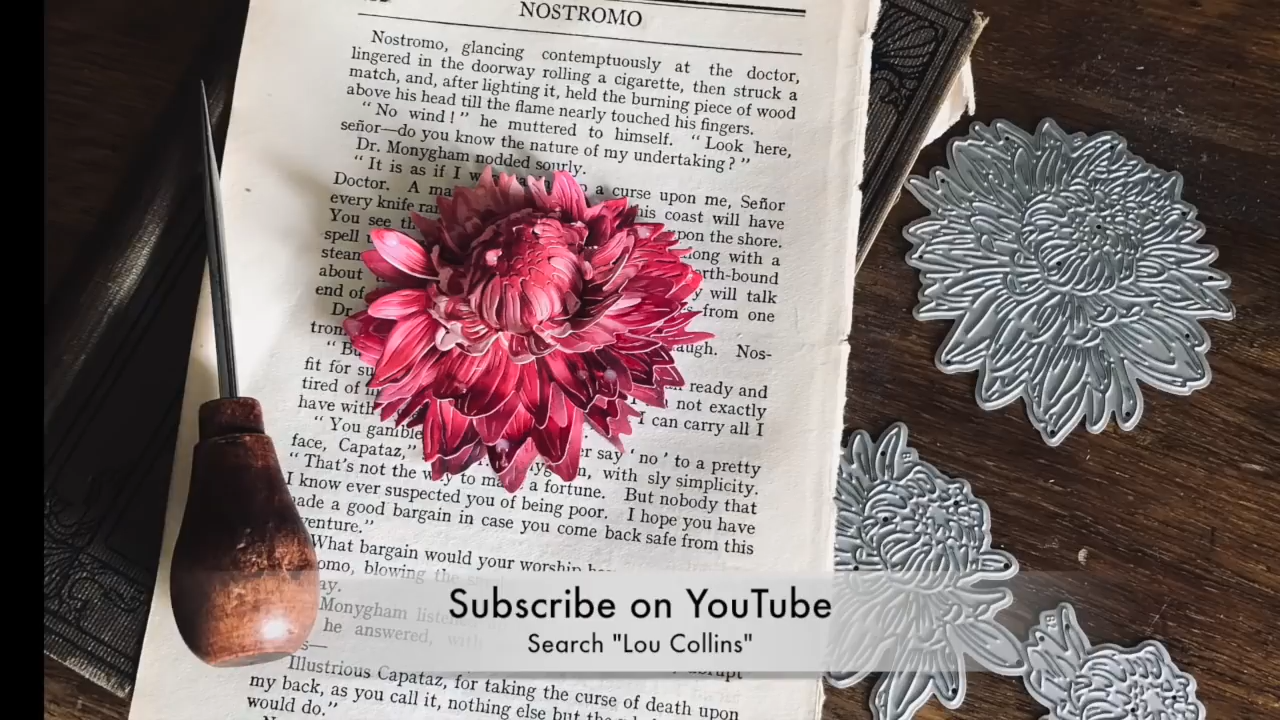 NOSTROMO
Nostromo, glancing contemptuously at the doctor,
lingered in the doorway rolling a cigarette, then struck a
match, and, after lighting it, held the burning piece of wood
above his head till the flame nearly touched his fingers.
“ No wind ! ” he muttered to himself. “ Look here,
señor—do you know the nature of my undertaking ? ”
Dr. Monygham nodded sourly.
“ It is as if I a curse upon me, Señor
Doctor. A his coast will have
every knife upon the shore.
You see along with a
spell
about will talk
end of from one
Dr.
augh. Nos-
fit for ready and
tired of not exactly
have with I can carry all I
“ You gamble
face, Capataz,” say ‘ no ’ to a pretty
with sly simplicity.
“ That’s not the way to make a fortune. But nobody that
I know ever suspected you of being poor. I hope you have
made a good bargain in case you come back safe from this
venture.”
What bargain would your worship
blowing the
Monygham
he answered,
Subscribe on YouTube
Search "Lou Collins"
Illustrious Capataz, for taking the curse of death upon
my back, as you call it, nothing else but the
would do.”